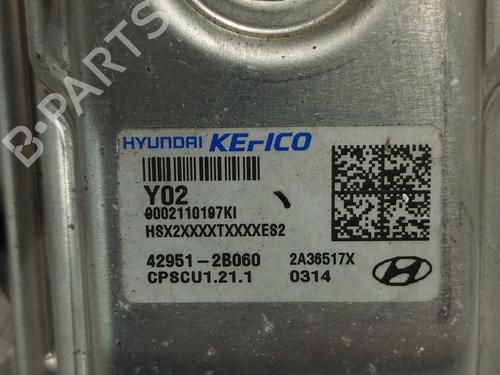 B-PARTS
HYUNDAI KEFICO
Y02
9002110197KI
HSX2XXXXTXXXXES2
42951-2B060 2A36517X
CPSCU1.21.1 0314